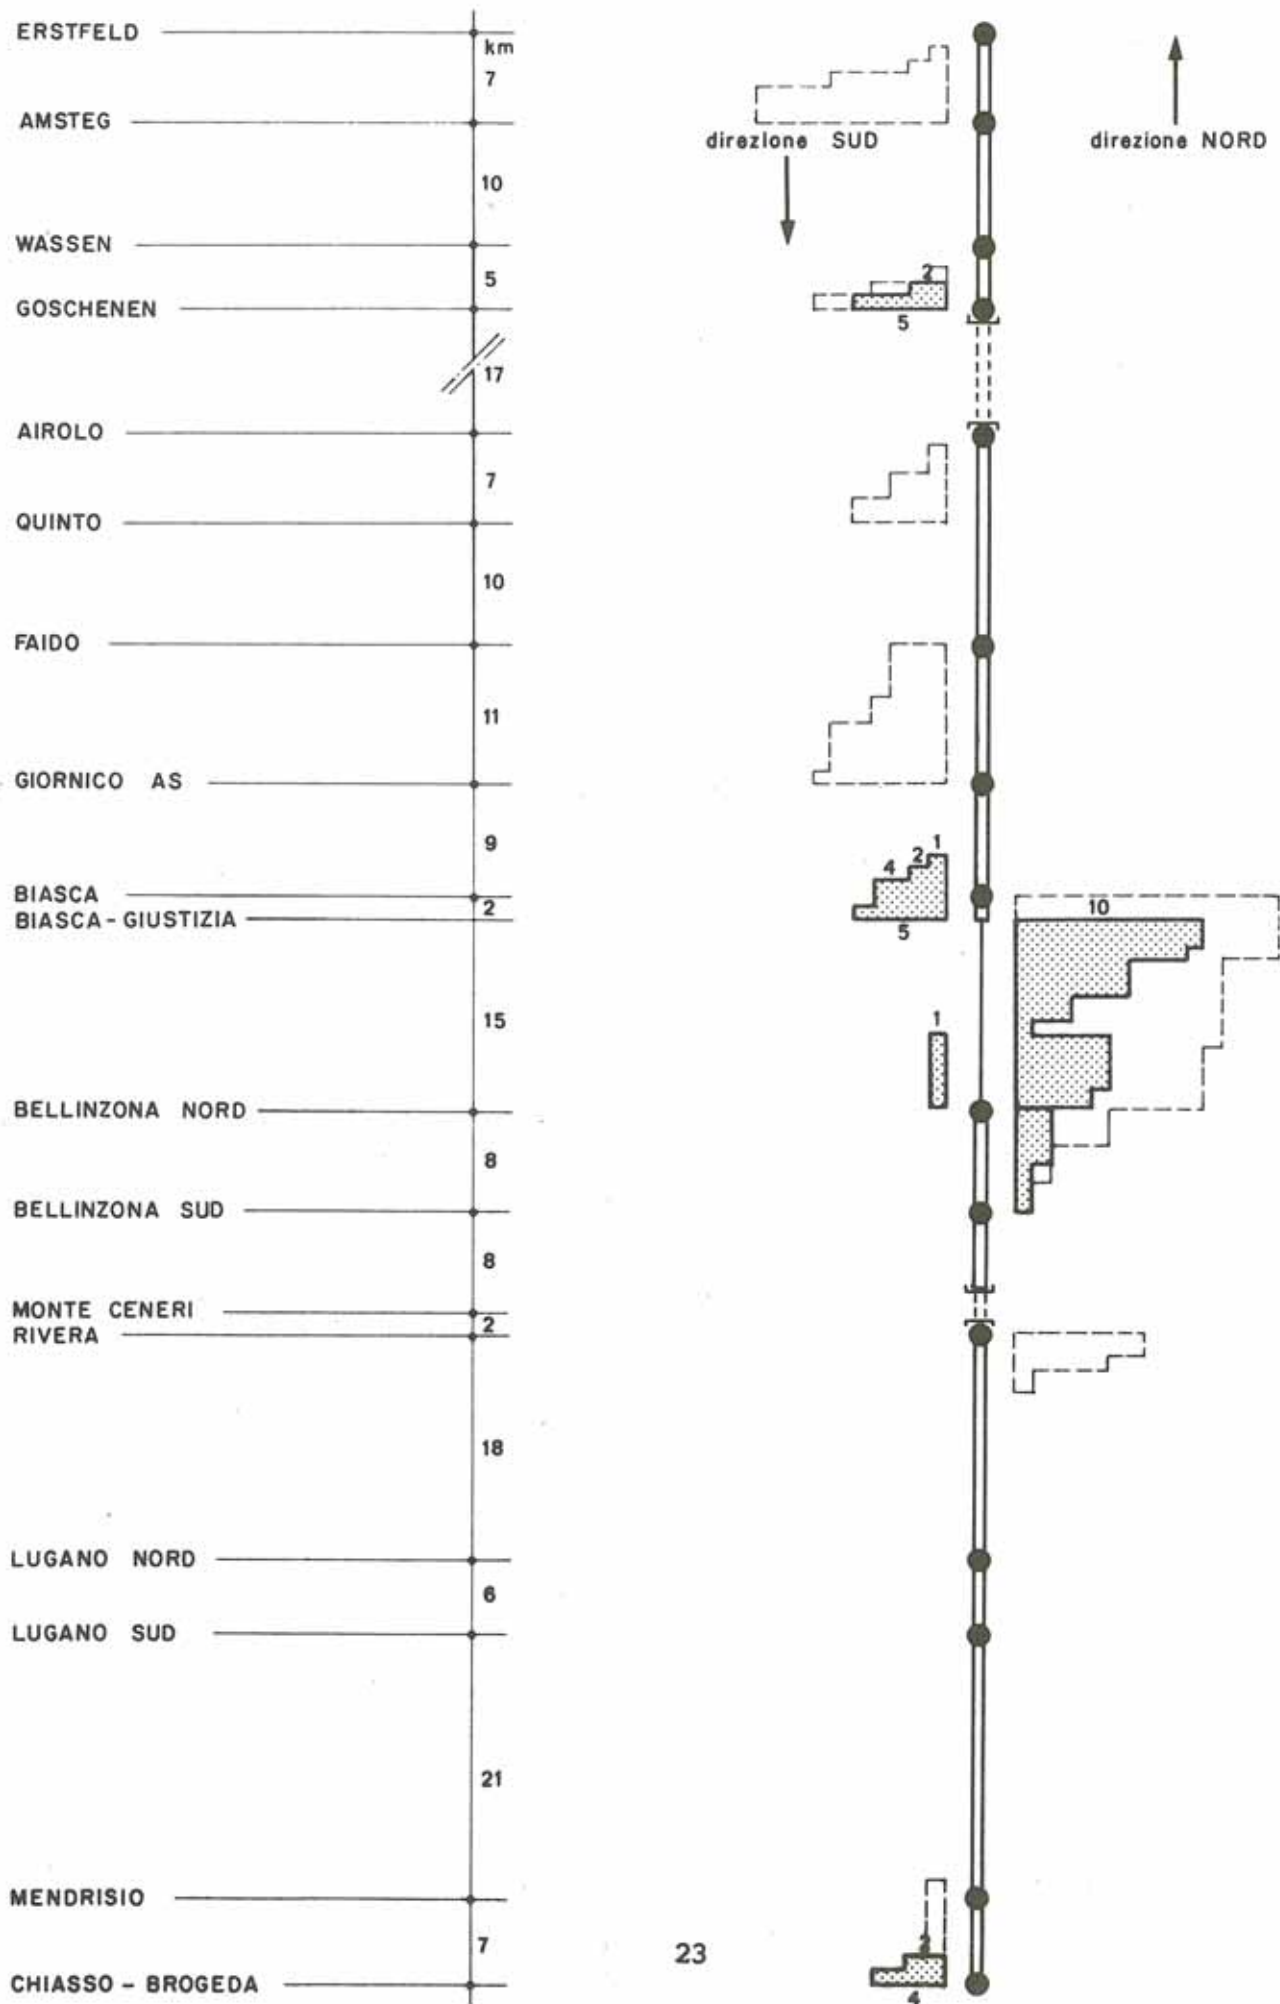 ERSTFELD
km
7
AMSTEG
direzione SUD
direzione NORD
10
WASSEN
5
2
GOSCHENEN
5
17
AIROLO
7
QUINTO
10
FAIDO
11
GIORNICO AS
9
1
2
4
BIASCA
2
10
BIASCA-GIUSTIZIA
5
15
1
BELLINZONA NORD
8
BELLINZONA SUD
8
MONTE CENERI
2
RIVERA
18
LUGANO NORD
6
LUGANO SUD
21
MENDRISIO
7
2
23
CHIASSO - BROGEDA
4